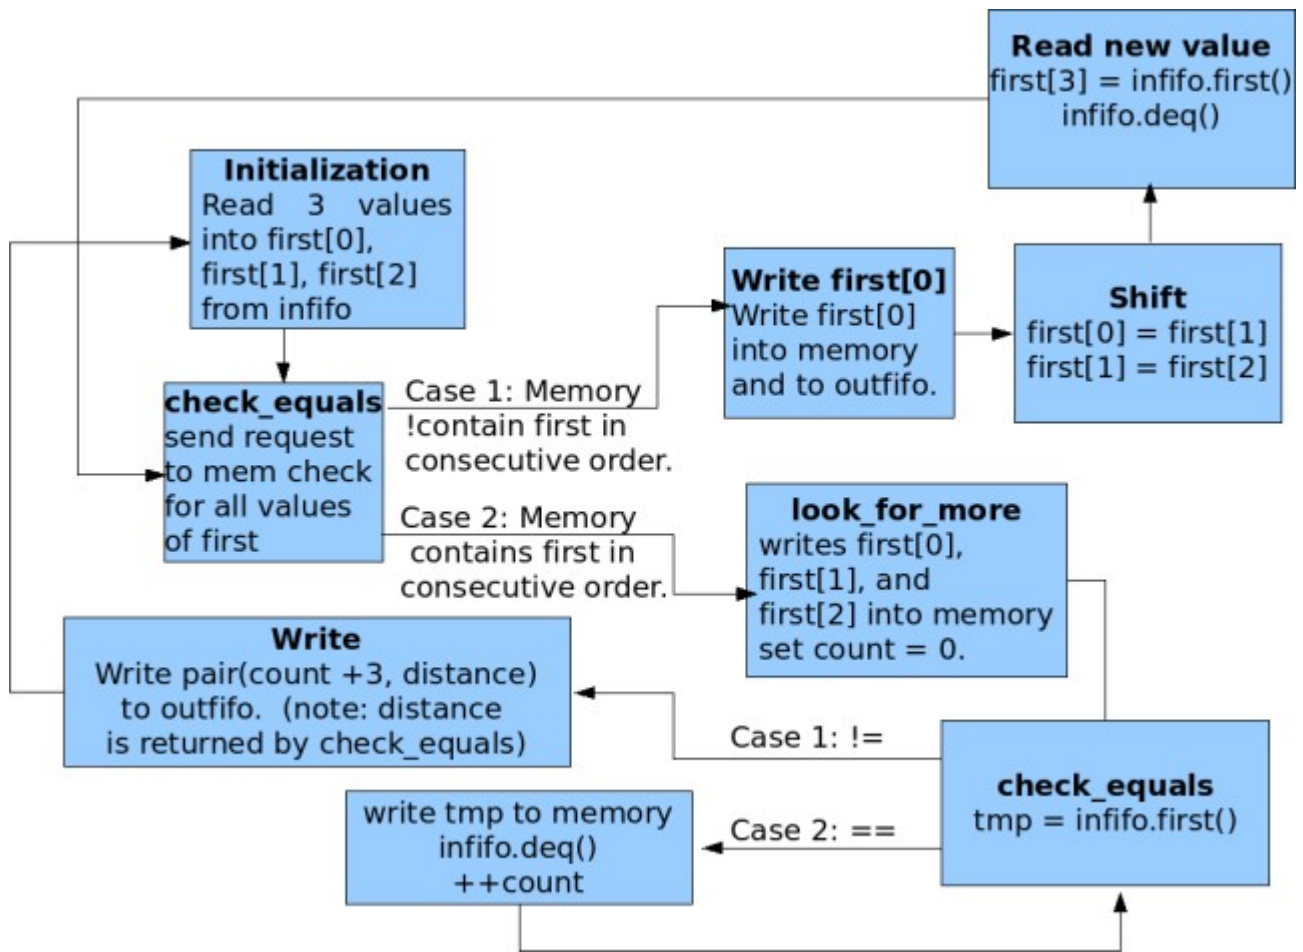 Read new value
first[3] = infifo.first()
infifo.deq()
Initialization
Read 3 values
into first[0],
first[1], first[2]
from infifo
Write first[0]
Write first[0]
into memory
and to outfifo.
Shift
first[0] = first[1]
first[1] = first[2]
check_equals
send request
to mem check
for all values
of first
Case 1: Memory
!contain first in
consecutive order.
Case 2: Memory
contains first in
consecutive order.
look_for_more
writes first[0],
first[1], and
first[2] into memory
set count = 0.
Write
Write pair(count +3, distance)
to outfifo. (note: distance
is returned by check_equals)
Case 1: !=
check_equals
tmp = infifo.first()
Case 2: ==
write tmp to memory
infifo.deq()
++count